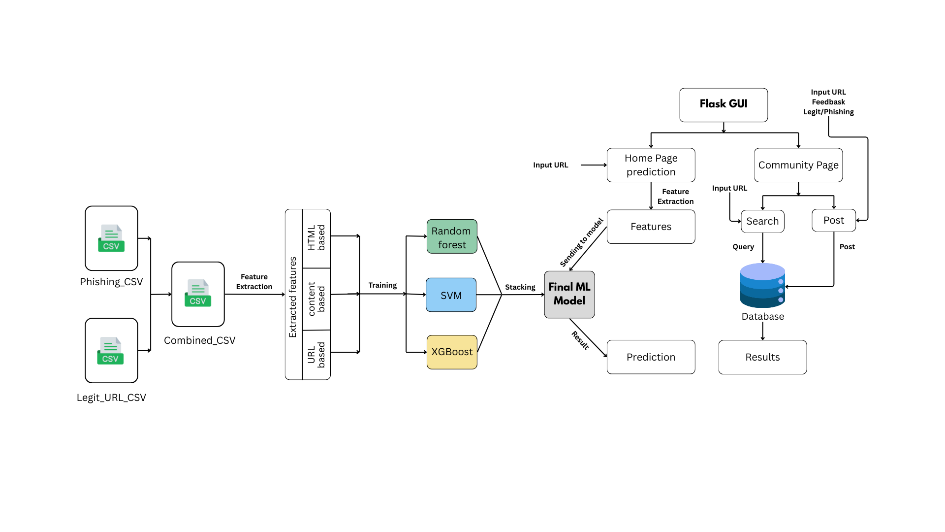 Flask GUI
Input URL
Feedbask
Legit/Phishing
Input URL
Home Page
prediction
Community Page
Feature
Extraction
Input URL
Features
Search
Post
Sending to model
Query
Post
Database
Results
CSV
Phishing_CSV
CSV
Legit_URL_CSV
CSV
Combined_CSV
Feature
Extraction
Extracted features
HTML
based
content
based
URL
based
Training
Random
forest
SVM
XGBoost
Stacking
Final ML
Model
Result
Prediction